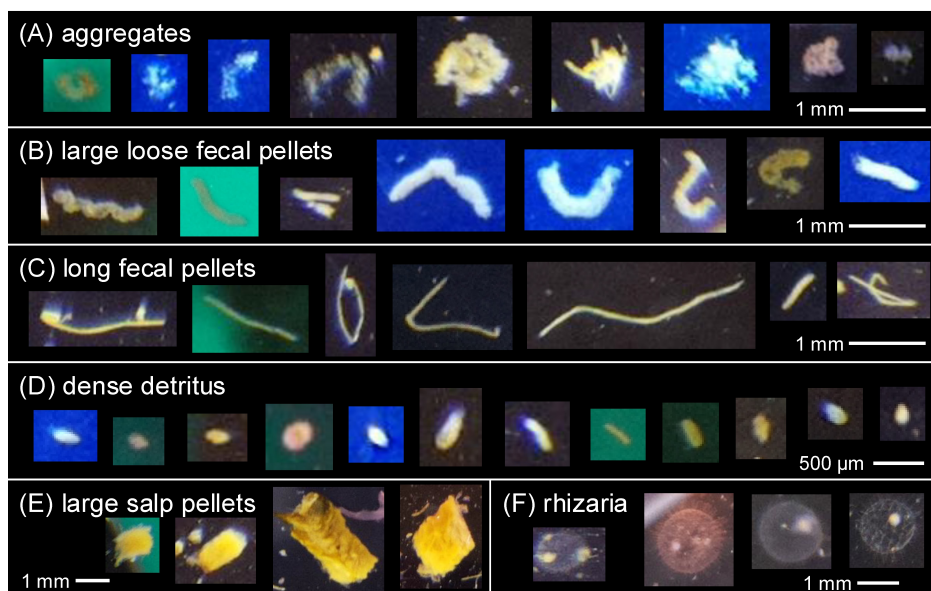 (A) aggregates
1 mm
(B) large loose fecal pellets
1 mm
(C) long fecal pellets
1 mm
(D) dense detritus
500 µm
(E) large salp pellets
1 mm
(F) rhizaria
1 mm